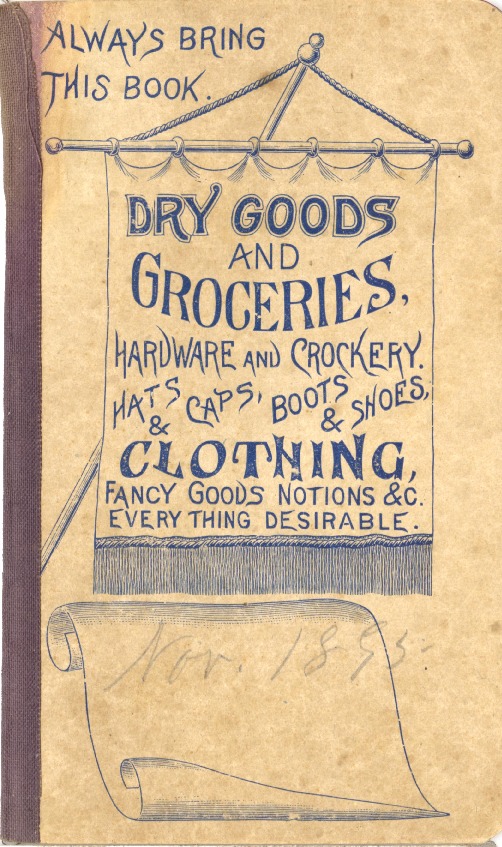 ALWAYS BRING
THIS BOOK.
DRY GOODS
AND
GROCERIES,
HARDWARE AND CROCKERY.
HATS & CAPS, BOOTS & SHOES,
CLOTHING,
FANCY GOODS NOTIONS &C.
EVERY THING DESIRABLE.
Nov. 1895-